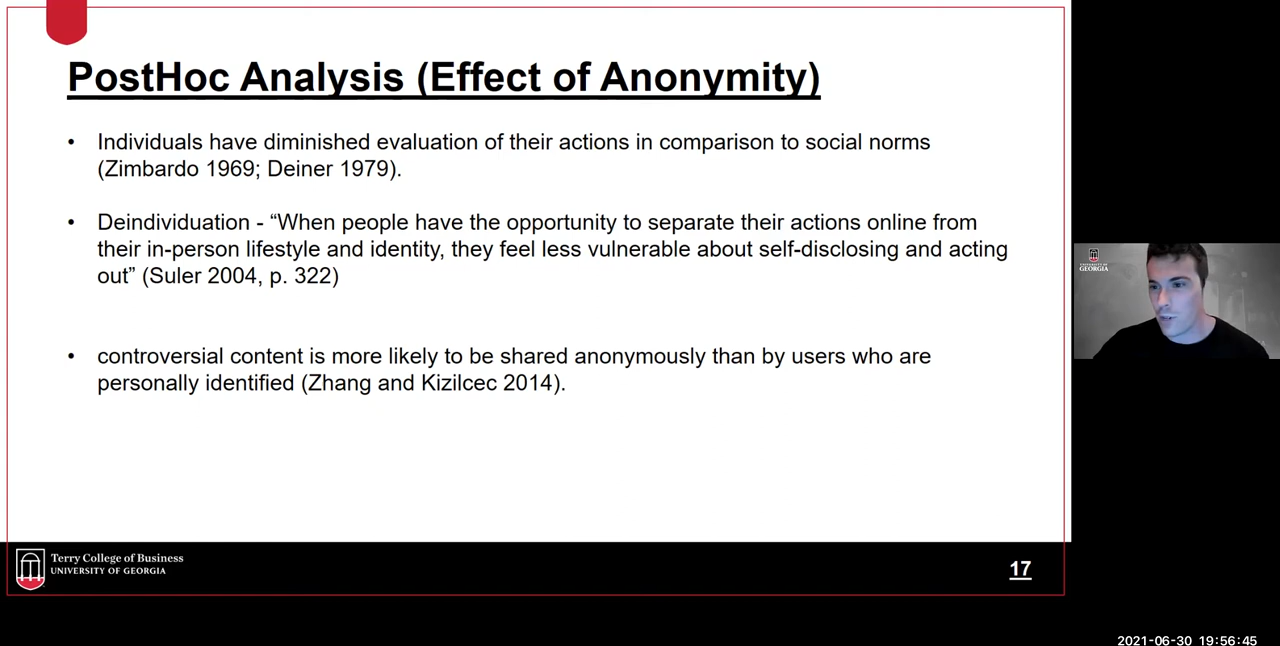 PostHoc Analysis (Effect of Anonymity)
• Individuals have diminished evaluation of their actions in comparison to social norms
(Zimbardo 1969; Deiner 1979).
• Deindividuation - “When people have the opportunity to separate their actions online from
their in-person lifestyle and identity, they feel less vulnerable about self-disclosing and acting
out” (Suler 2004, p. 322)
• controversial content is more likely to be shared anonymously than by users who are
personally identified (Zhang and Kizilcec 2014).
UNIVERSITY OF
GEORGIA
Terry College of Business
UNIVERSITY OF GEORGIA
17
2021-06-30 19:56:45